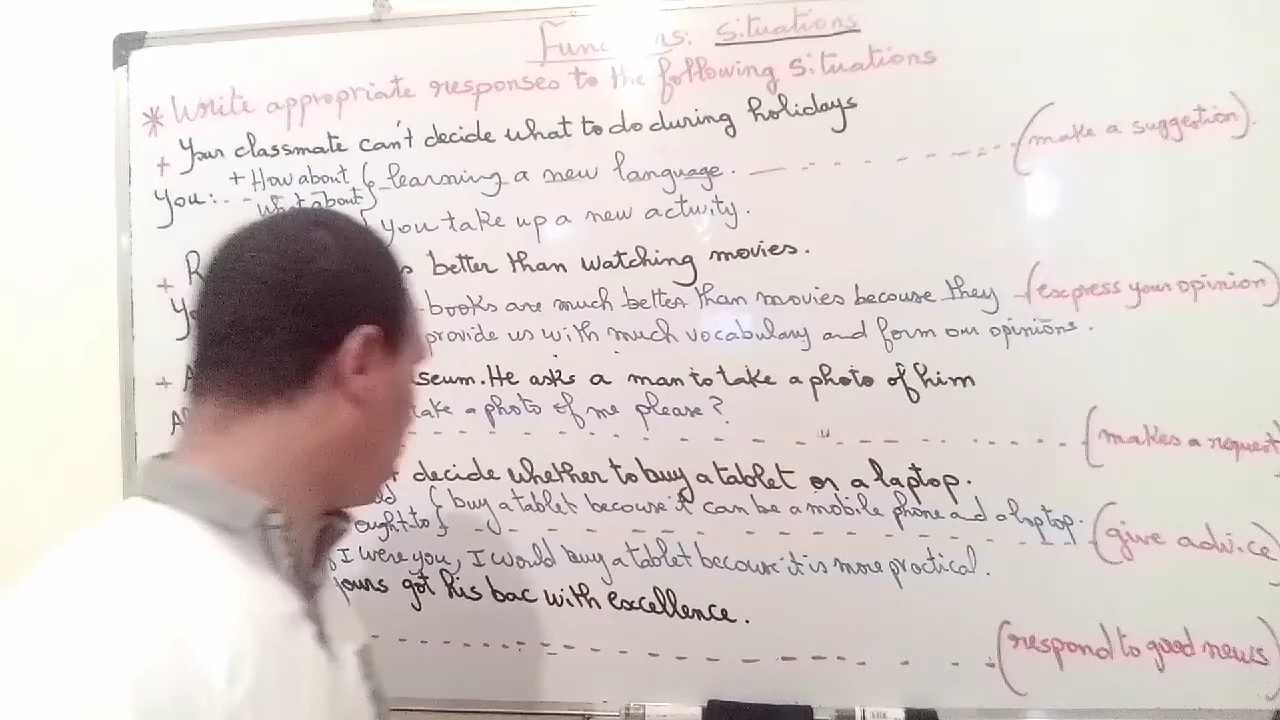 situations
* Write appropriate responses to the following situations
+ Your classmate can't decide what to do during holidays
+ How about { learning a new language. (make a suggestion).
You: what about
you take up a new activity.
+ better than watching movies.
books are much better than movies because they (express your opinion)
provide us with much vocabulary and form our opinions.
+ seum. He asks a man to take a photo of him
take a photo of me please?
(makes a request
decide whether to buy a tablet or a laptop.
ought to } { buy a tablet because it can be a mobile phone and a laptop. (give advice
I were you, I would buy a tablet because it is more practical.
yours got his bac with excellence.
(respond to good news)